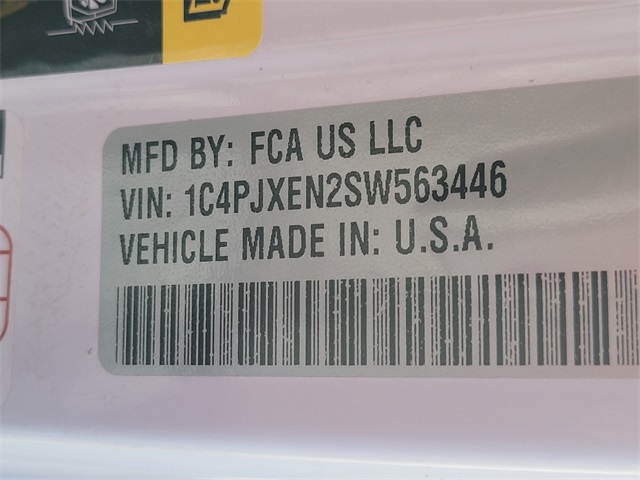 MFD BY: FCA US LLC
VIN: 1C4PJXEN2SW563446
VEHICLE MADE IN: U.S.A.